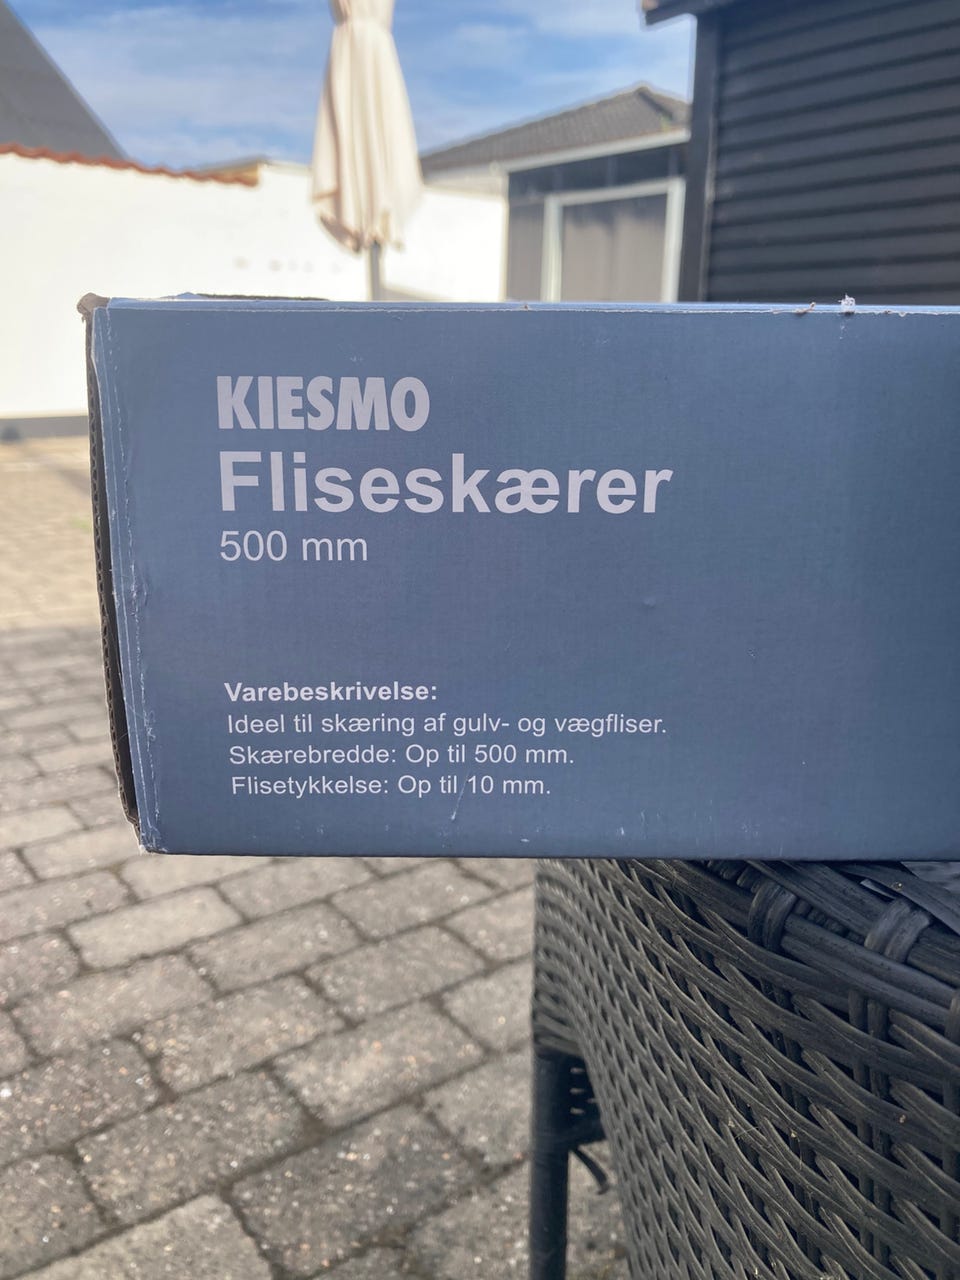 KIESMO
Fliseskærer
500 mm
Varebeskrivelse:
Ideel til skæring af gulv- og vægfliser.
Skærebredde: Op til 500 mm.
Flisetykkelse: Op til 10 mm.